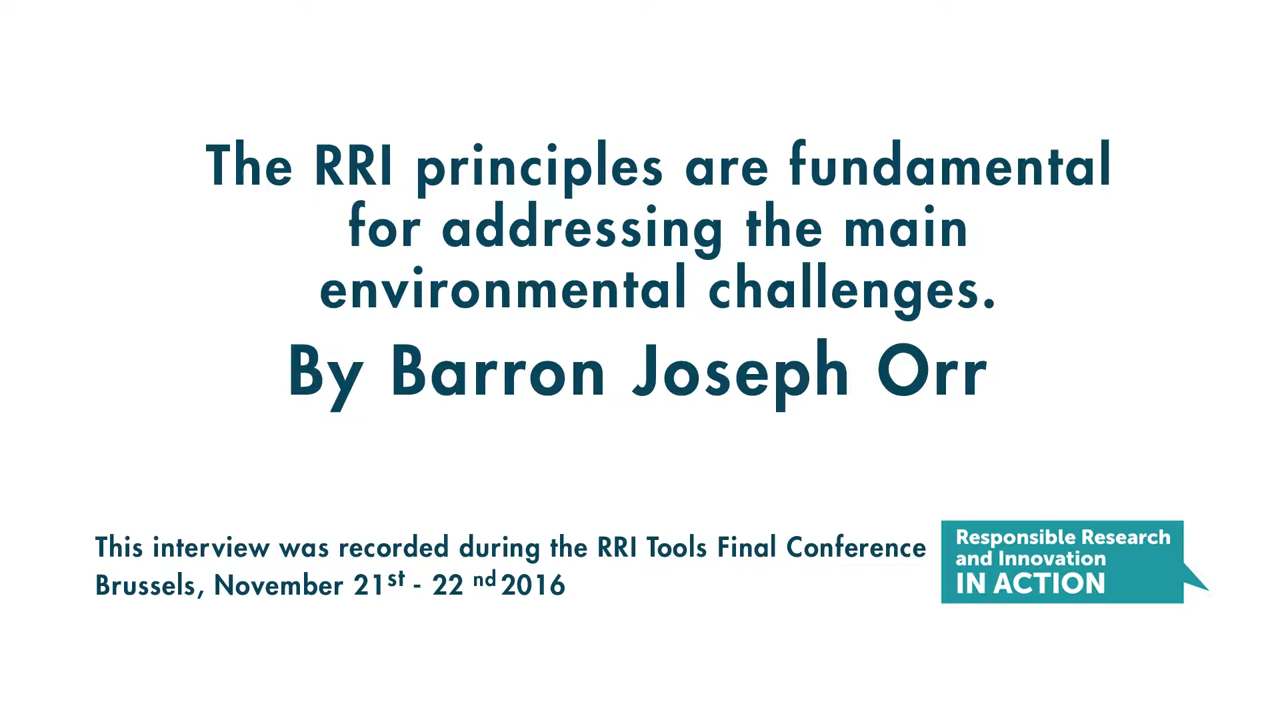 The RRI principles are fundamental
for addressing the main
environmental challenges.
By Barron Joseph Orr
This interview was recorded during the RRI Tools Final Conference
Brussels, November 21st - 22 nd 2016
Responsible Research
and Innovation
IN ACTION